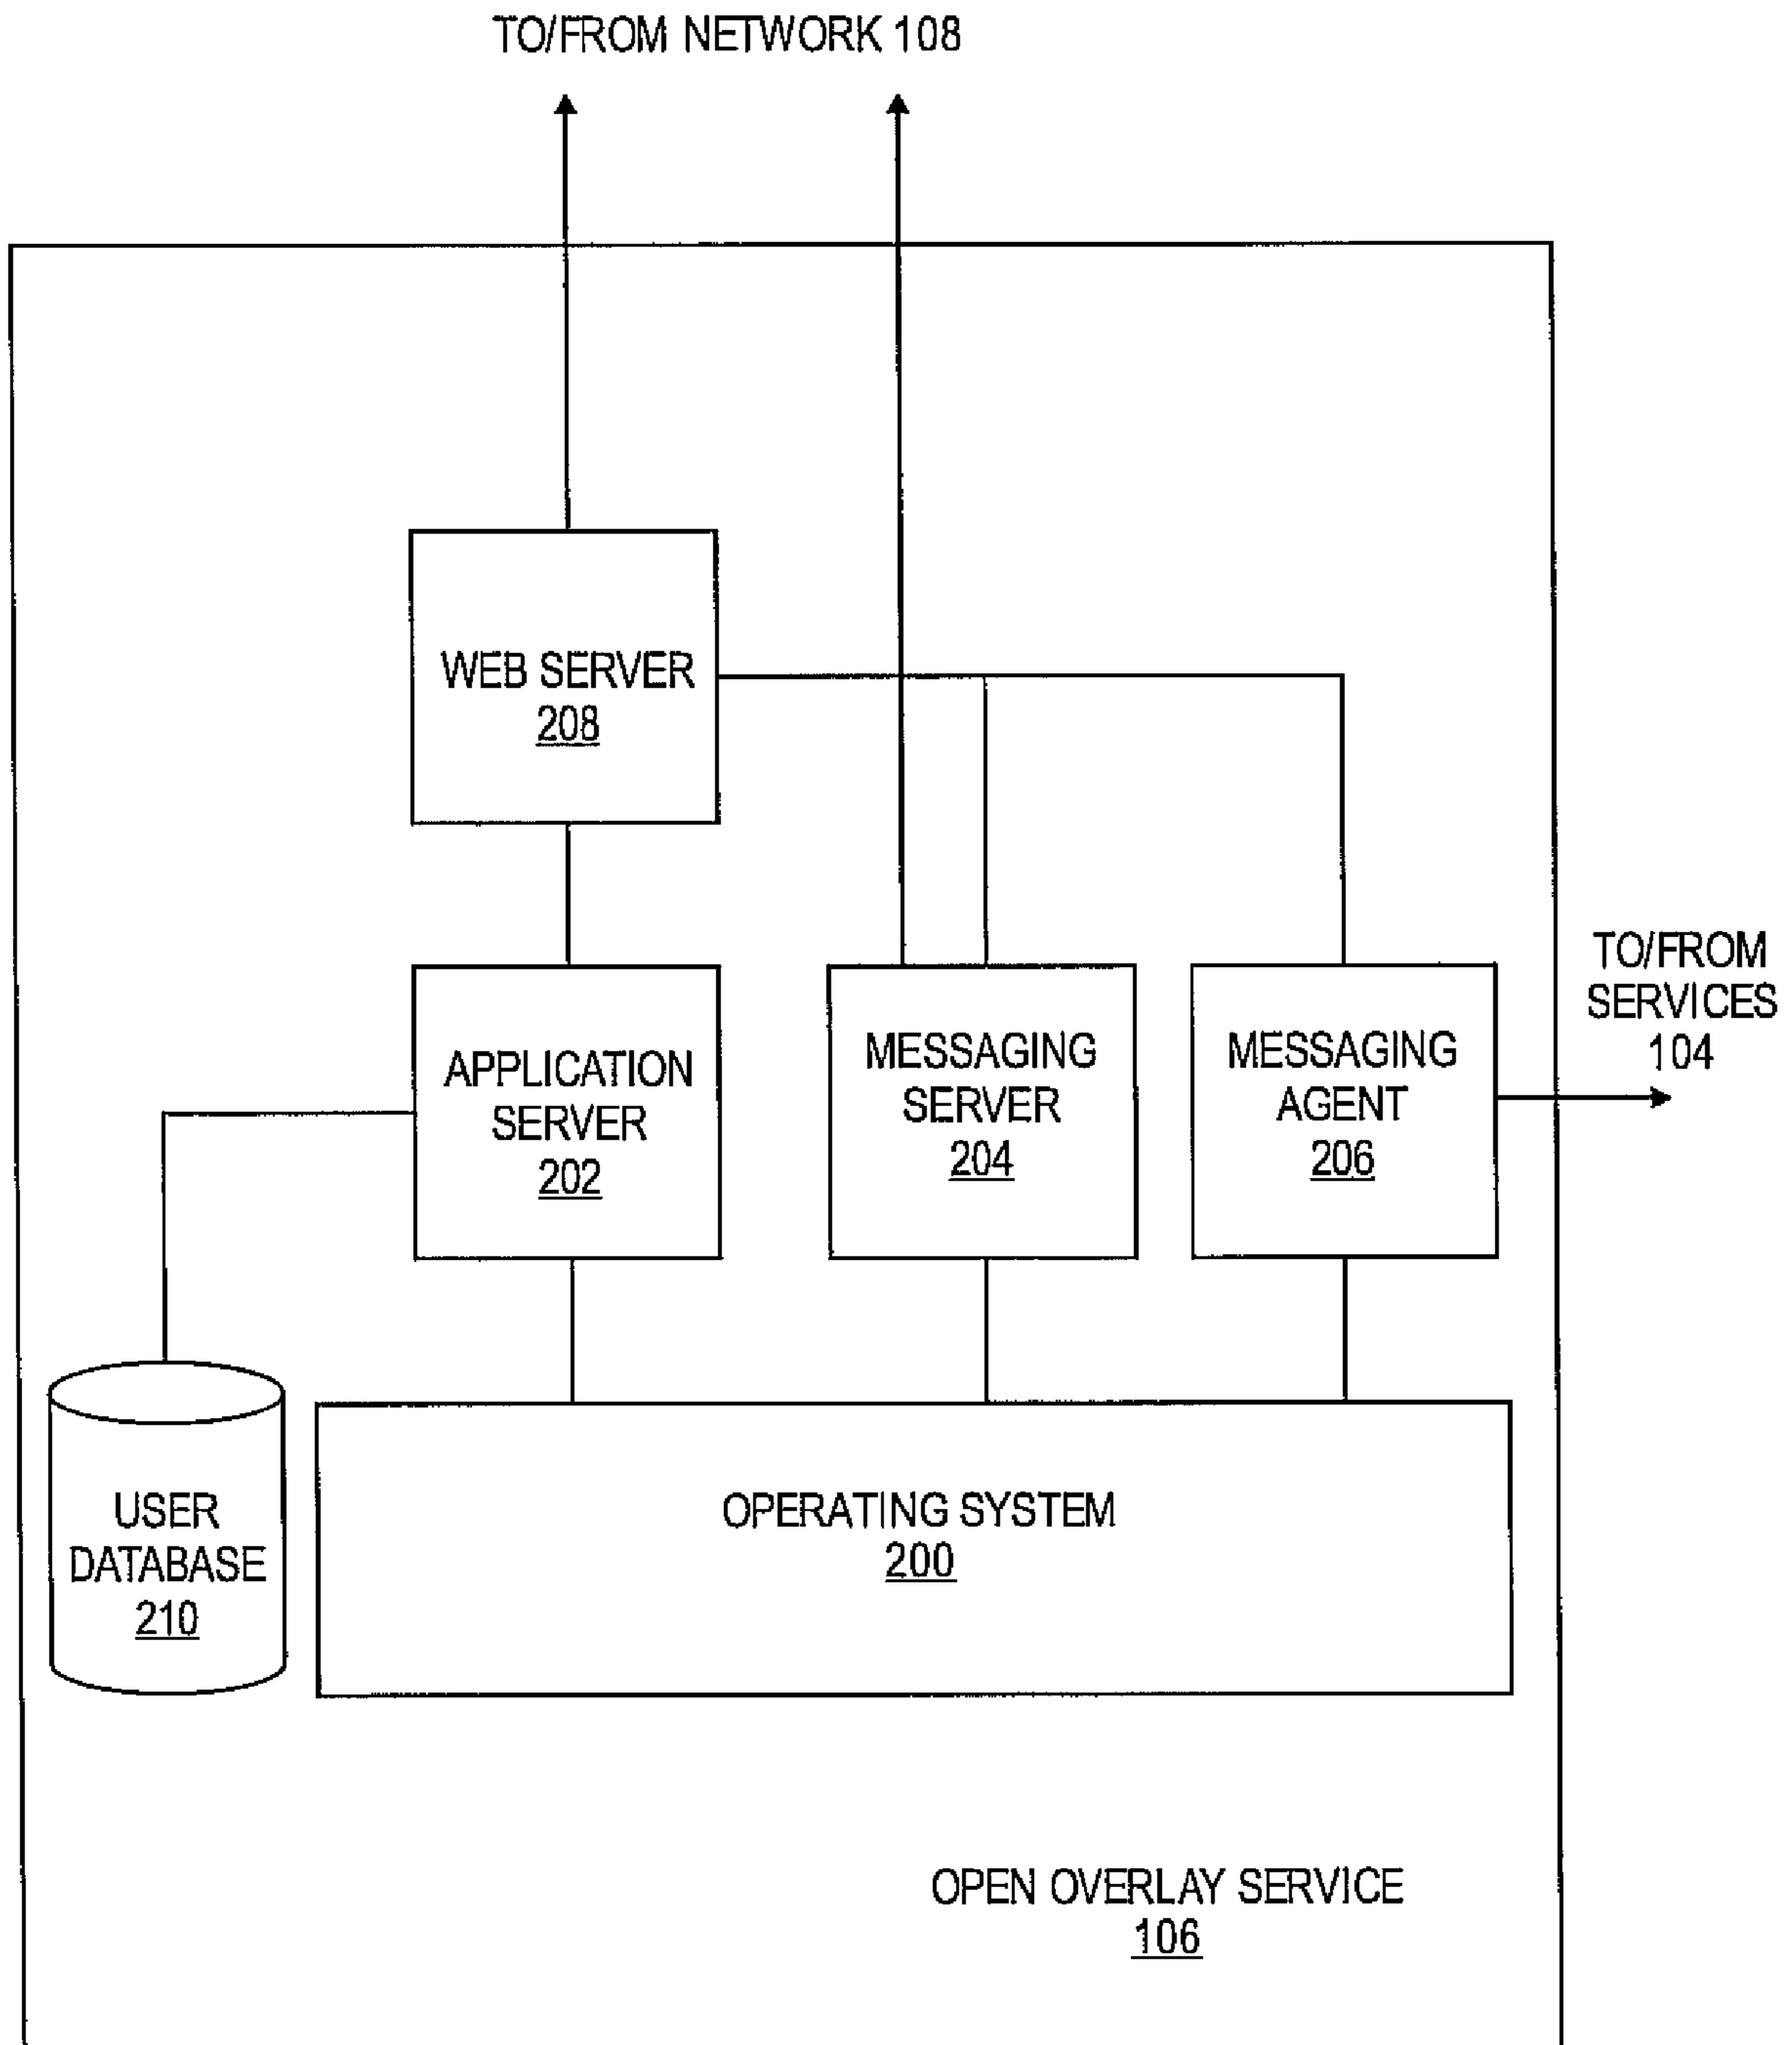 TO/FROM NETWORK 108
WEB SERVER
208
APPLICATION
SERVER
202
MESSAGING
SERVER
204
MESSAGING
AGENT
206
TO/FROM
SERVICES
104
USER
DATABASE
210
OPERATING SYSTEM
200
OPEN OVERLAY SERVICE
106